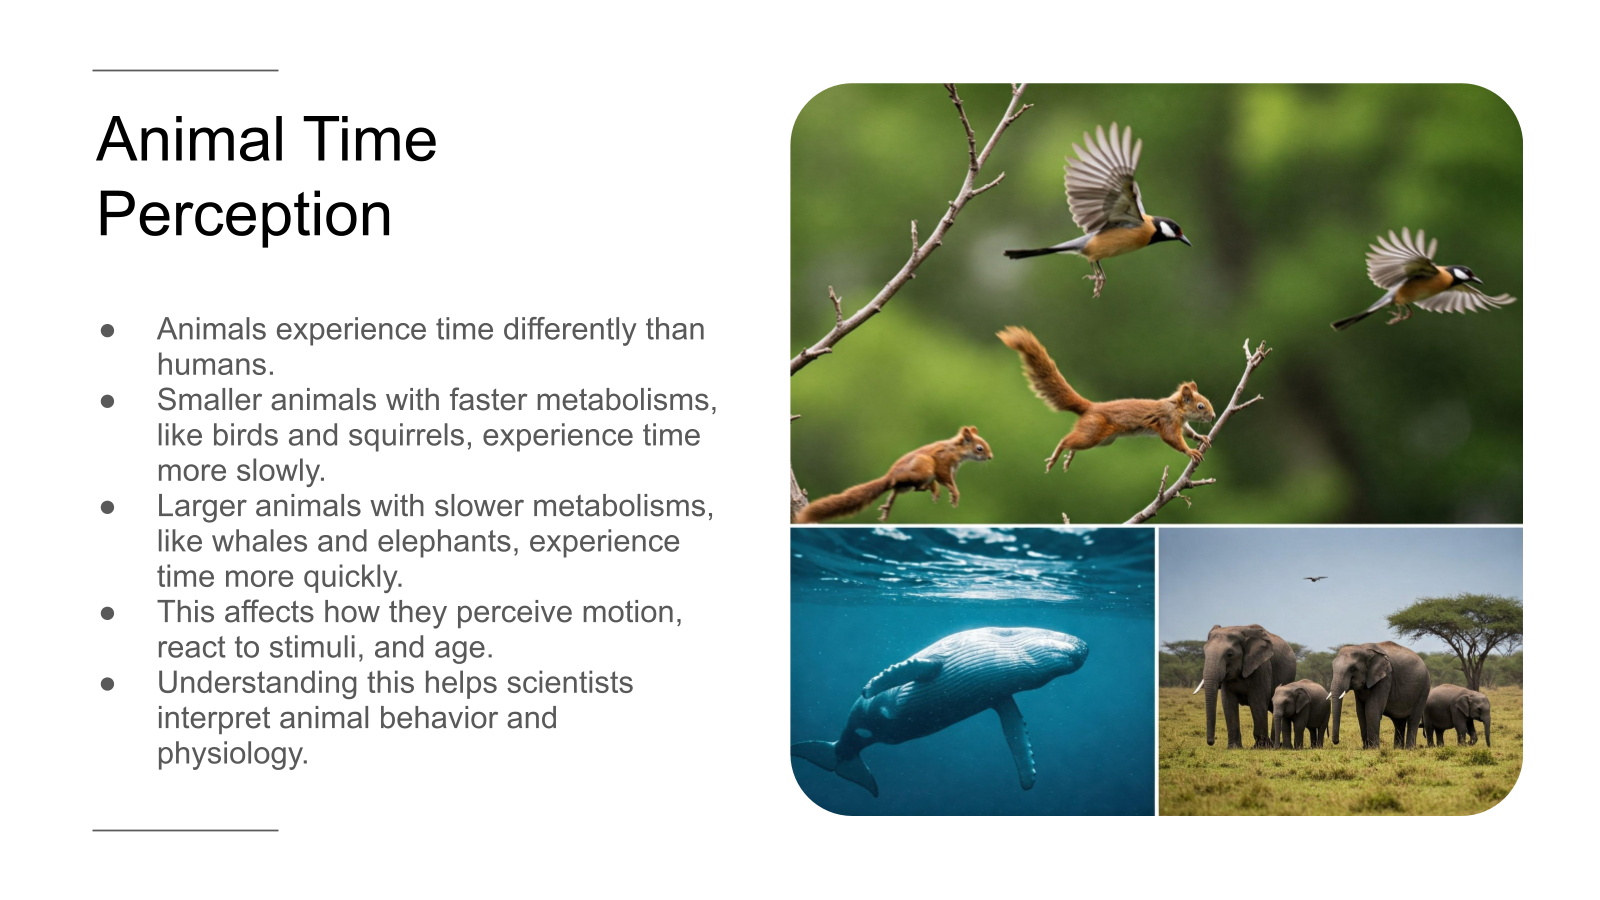 Animal Time
Perception
● Animals experience time differently than
humans.
● Smaller animals with faster metabolisms,
like birds and squirrels, experience time
more slowly.
● Larger animals with slower metabolisms,
like whales and elephants, experience
time more quickly.
● This affects how they perceive motion,
react to stimuli, and age.
● Understanding this helps scientists
interpret animal behavior and
physiology.